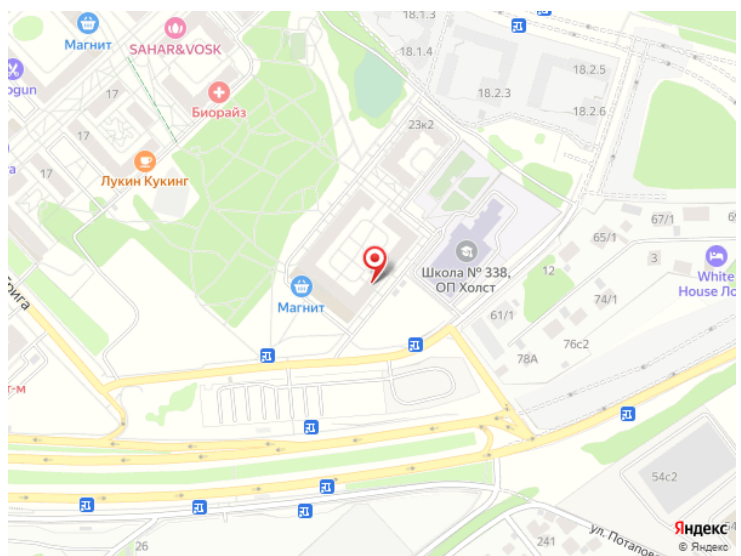 18.1.3
Магнит
SAHAR&VOSK
18.1.4
18.2.5
ogun
17
Биорайз
18.2.3
18.2.6
23к2
17
Лукин Кукинг
17
67/1
65/1
Школа № 338,
ОП Холст
3
White
House Ло
12
74/1
Магнит
61/1
76с2
78А
т-м
54с2
ул. Потапов
241
26
Яндекс
© Яндекс